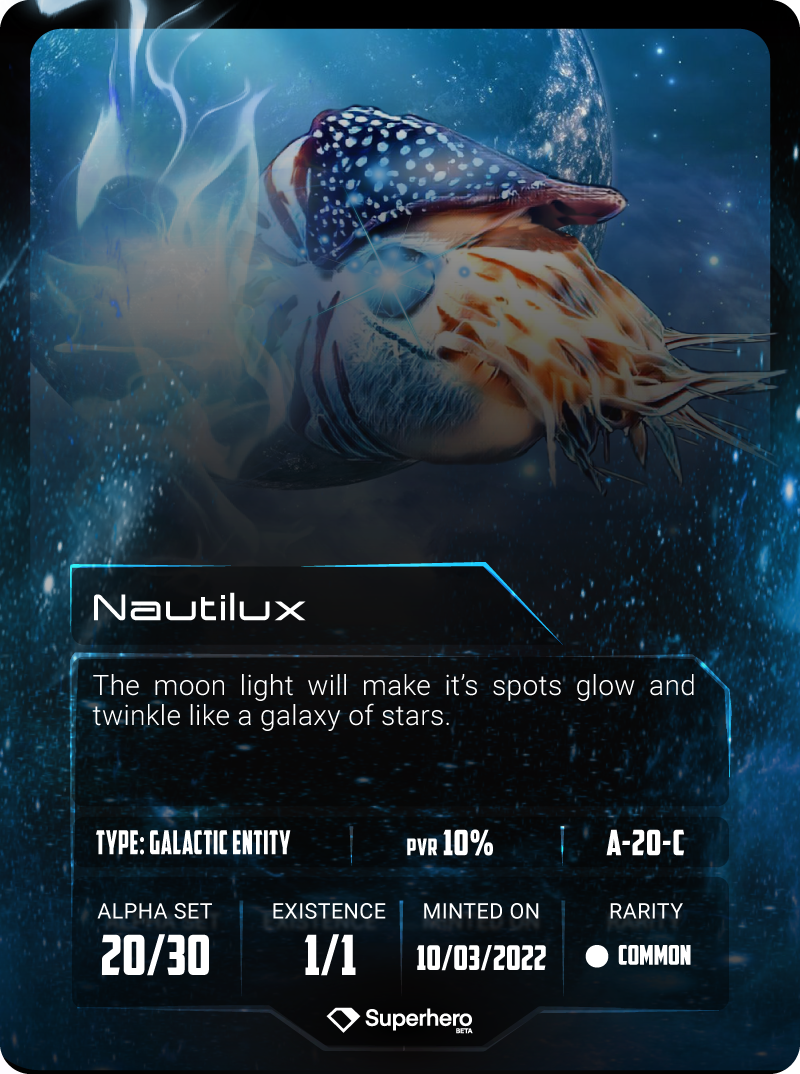 Nautilux
The moon light will make it's spots glow and
twinkle like a galaxy of stars.
TYPE: GALACTIC ENTITY
PVR 10%
A-20-C
ALPHA SET
20/30
EXISTENCE
1/1
MINTED ON
10/03/2022
RARITY
COMMON
Superhero
BETA